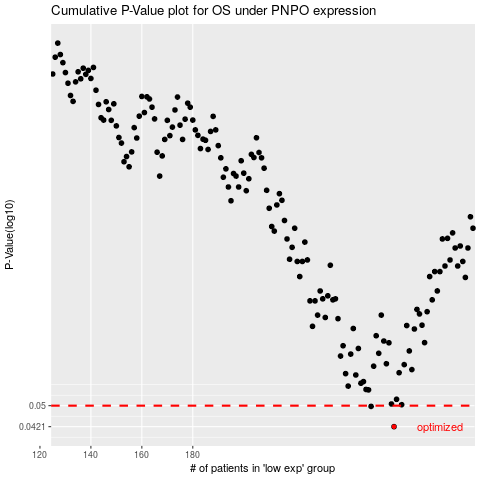 Cumulative P-Value plot for OS under PNPO expression
P-Value(log10)
0.05
0.0421
optimized
120 140 160 180
# of patients in 'low exp' group